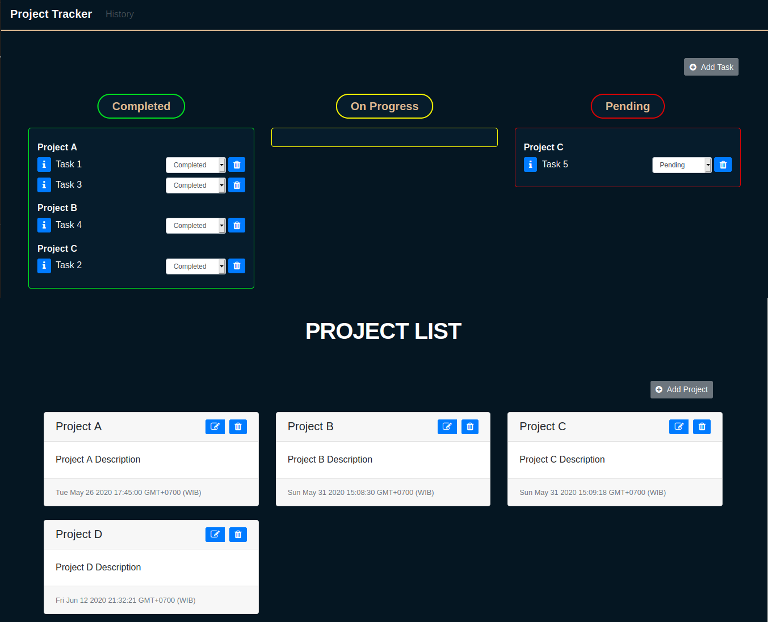 Project Tracker History
Add Task
Completed On Progress Pending
Project A
Task 1 Completed
Task 3 Completed
Project B
Task 4 Completed
Project C
Task 2 Completed
Project C
Task 5 Pending
PROJECT LIST
Add Project
Project A
Project A Description
Tue May 26 2020 17:45:00 GMT+0700 (WIB)
Project B
Project B Description
Sun May 31 2020 15:08:30 GMT+0700 (WIB)
Project C
Project C Description
Sun May 31 2020 15:09:18 GMT+0700 (WIB)
Project D
Project D Description
Fri Jun 12 2020 21:32:21 GMT+0700 (WIB)